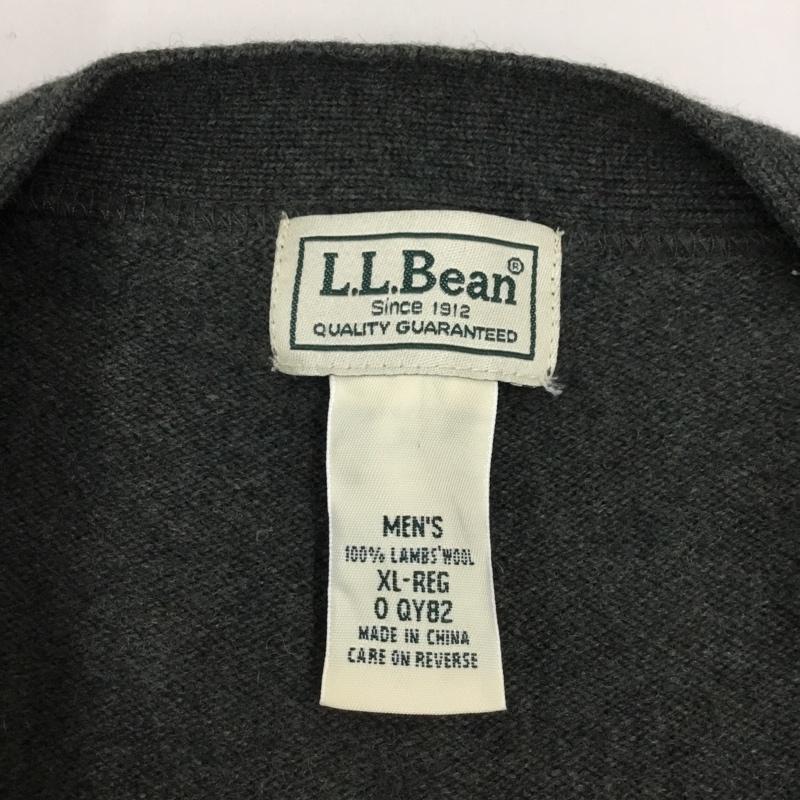 L.L.Bean®
Since 1912
QUALITY GUARANTEED
MEN'S
100% LAMBS'WOOL
XL-REG
0 QY82
MADE IN CHINA
CARE ON REVERSE